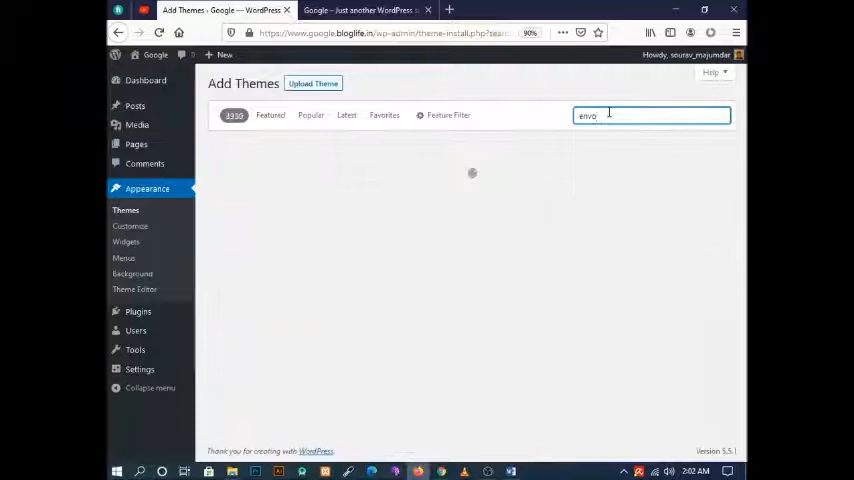 Add Themes ‹ Google — WordPress
Google – Just another WordPress s
https://www.google.bloglife.in/wp-admin/theme-install.php?sear
90%
Google
0
New
Howdy, sourav_majumdar
Dashboard
Posts
Media
Pages
Comments
Appearance
Themes
Customize
Widgets
Menus
Background
Theme Editor
Plugins
Users
Tools
Settings
Collapse menu
Add Themes
Upload Theme
Help
3930
Featured
Popular
Latest
Favorites
Feature Filter
envo
Thank you for creating with WordPress.
Version 5.5.1
2:02 AM